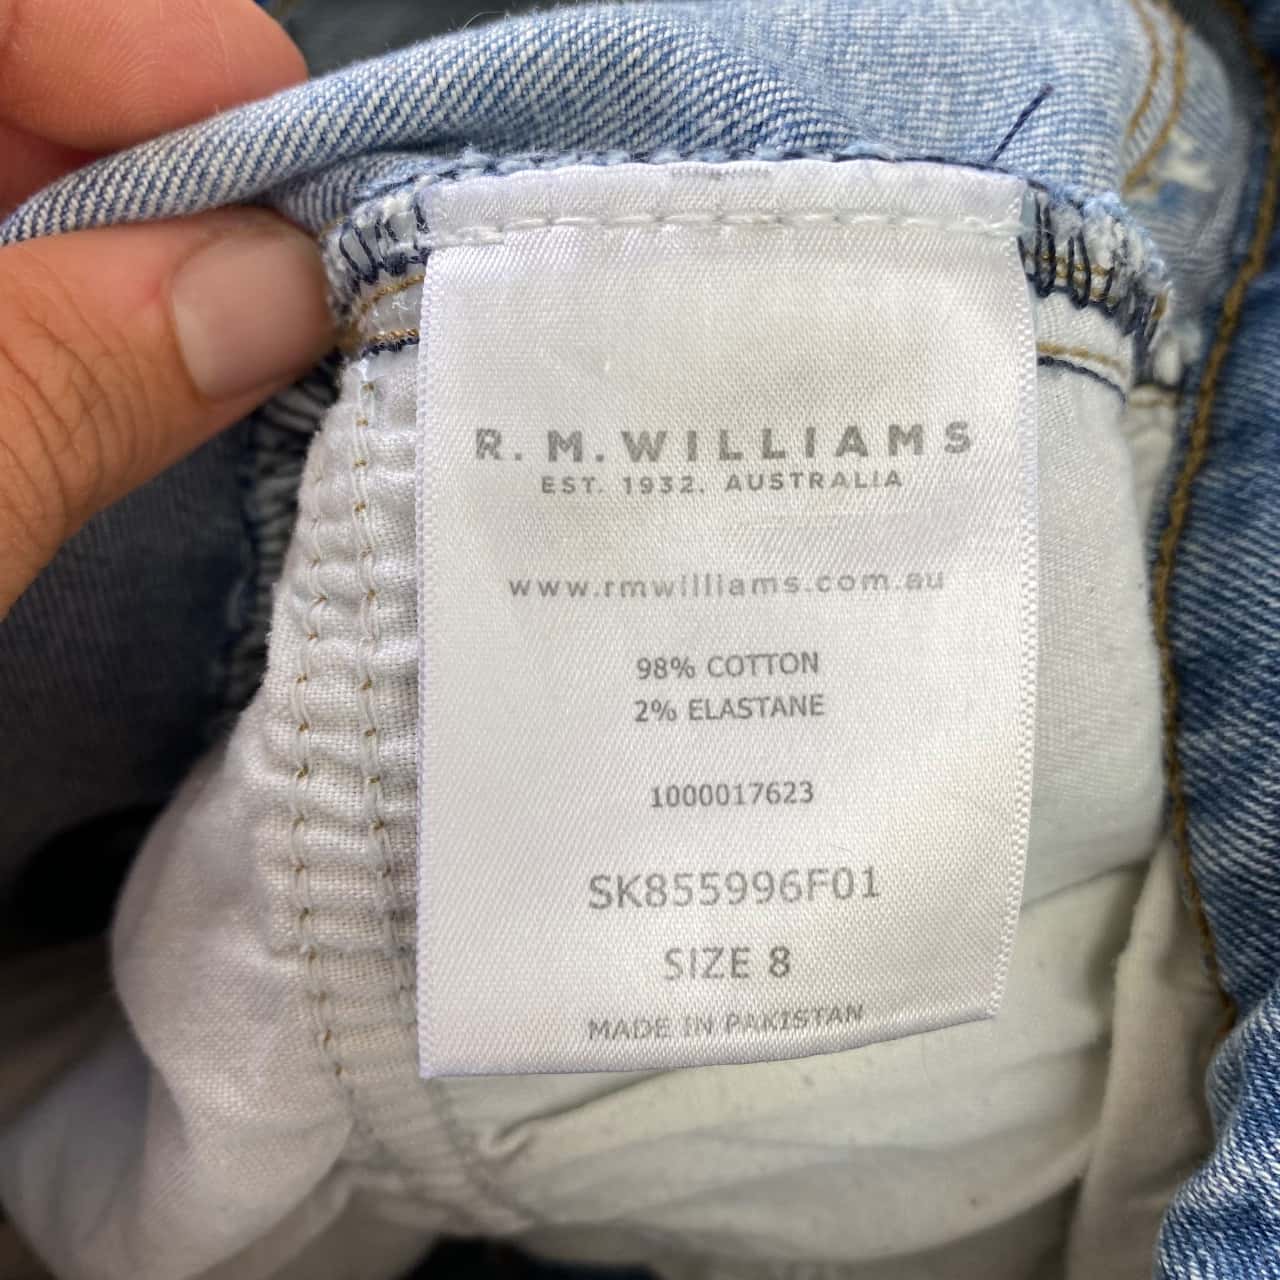 R. M. WILLIAMS
EST. 1932. AUSTRALIA
www.rmwilliams.com.au
98% COTTON
2% ELASTANE
1000017623
SK855996F01
SIZE 8
MADE IN PAKISTAN